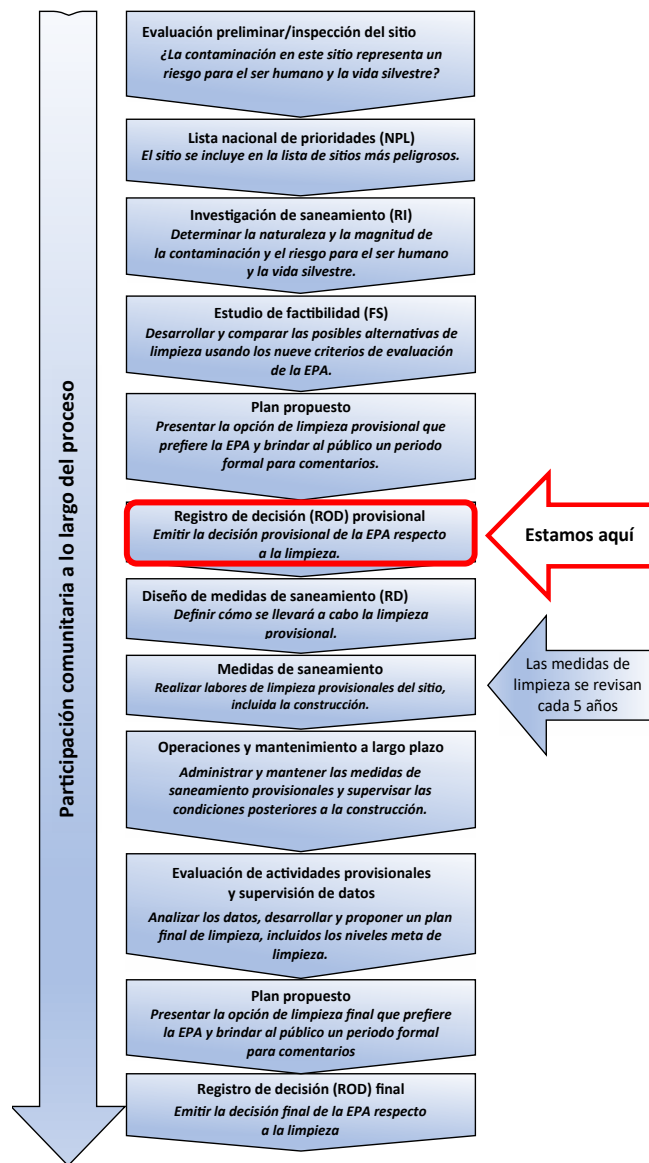 Participación comunitaria a lo largo del proceso
Evaluación preliminar/inspección del sitio
¿La contaminación en este sitio representa un
riesgo para el ser humano y la vida silvestre?
Lista nacional de prioridades (NPL)
El sitio se incluye en la lista de sitios más peligrosos.
Investigación de saneamiento (RI)
Determinar la naturaleza y la magnitud de
la contaminación y el riesgo para el ser humano
y la vida silvestre.
Estudio de factibilidad (FS)
Desarrollar y comparar las posibles alternativas de
limpieza usando los nueve criterios de evaluación
de la EPA.
Plan propuesto
Presentar la opción de limpieza provisional que
prefiere la EPA y brindar al público un periodo
formal para comentarios.
Registro de decisión (ROD) provisional
Emitir la decisión provisional de la EPA respecto
a la limpieza.
Estamos aquí
Diseño de medidas de saneamiento (RD)
Definir cómo se llevará a cabo la limpieza
provisional.
Medidas de saneamiento
Realizar labores de limpieza provisionales del sitio,
incluida la construcción.
Las medidas de
limpieza se revisan
cada 5 años
Operaciones y mantenimiento a largo plazo
Administrar y mantener las medidas de
saneamiento provisionales y supervisar las
condiciones posteriores a la construcción.
Evaluación de actividades provisionales
y supervisión de datos
Analizar los datos, desarrollar y proponer un plan
final de limpieza, incluidos los niveles meta de
limpieza.
Plan propuesto
Presentar la opción de limpieza final que prefiere
la EPA y brindar al público un periodo formal
para comentarios
Registro de decisión (ROD) final
Emitir la decisión final de la EPA respecto
a la limpieza